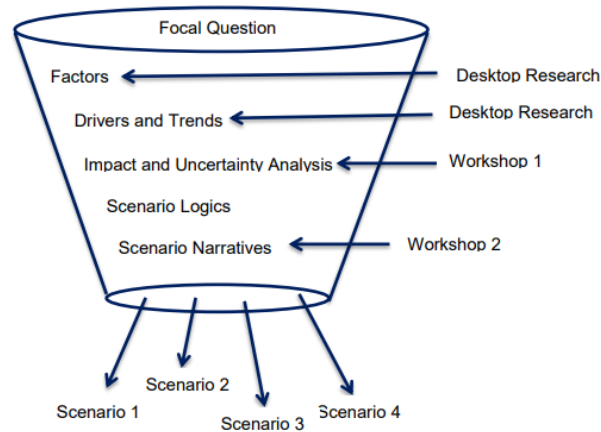 Focal Question
Factors
Desktop Research
Drivers and Trends
Desktop Research
Impact and Uncertainty Analysis
Workshop 1
Scenario Logics
Scenario Narratives
Workshop 2
Scenario 1
Scenario 2
Scenario 3
Scenario 4